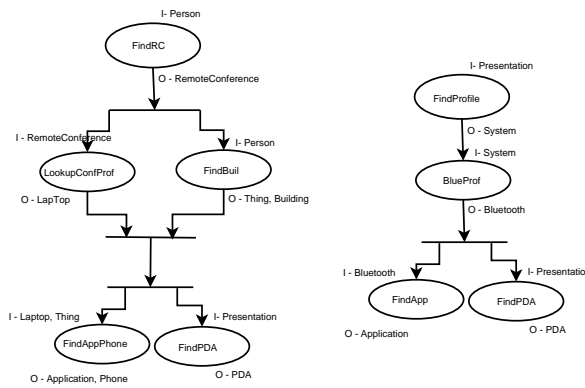 I- Person
FindRC
O - RemoteConference
I - RemoteConference
I- Person
LookupConfProf
FindBuil
O - LapTop
O - Thing, Building
I - Laptop, Thing
I- Presentation
FindAppPhone
FindPDA
O - Application, Phone
O - PDA
I- Presentation
FindProfile
O - System
I- System
BlueProf
O - Bluetooth
I - Bluetooth
I- Presentation
FindApp
FindPDA
O - Application
O - PDA